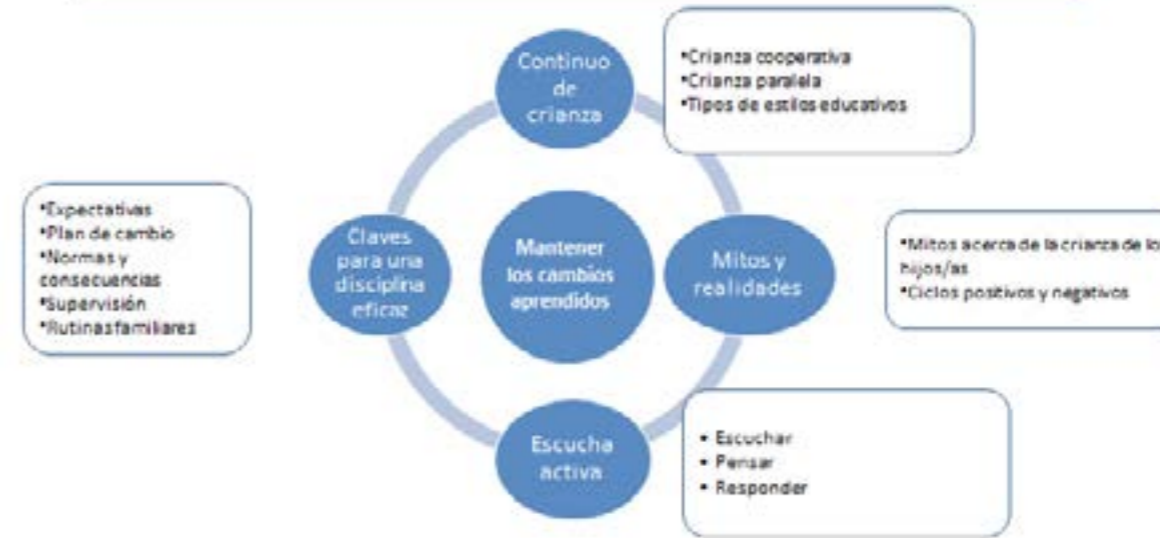 Continuo
de
crianza
•Crianza cooperativa
•Crianza paralela
•Tipos de estilos educativos
•Expectativas
•Plan de cambio
•Normas y
consecuencias
•Supervisión
•Rutinas familiares
Claves
para una
disciplina
eficaz
Mantener
los cambios
aprendidos
Mitos y
realidades
•Mitos acerca de la crianza de lo
hijos/as
•Ciclos positivos y negativos
Escucha
activa
• Escuchar
• Pensar
• Responder